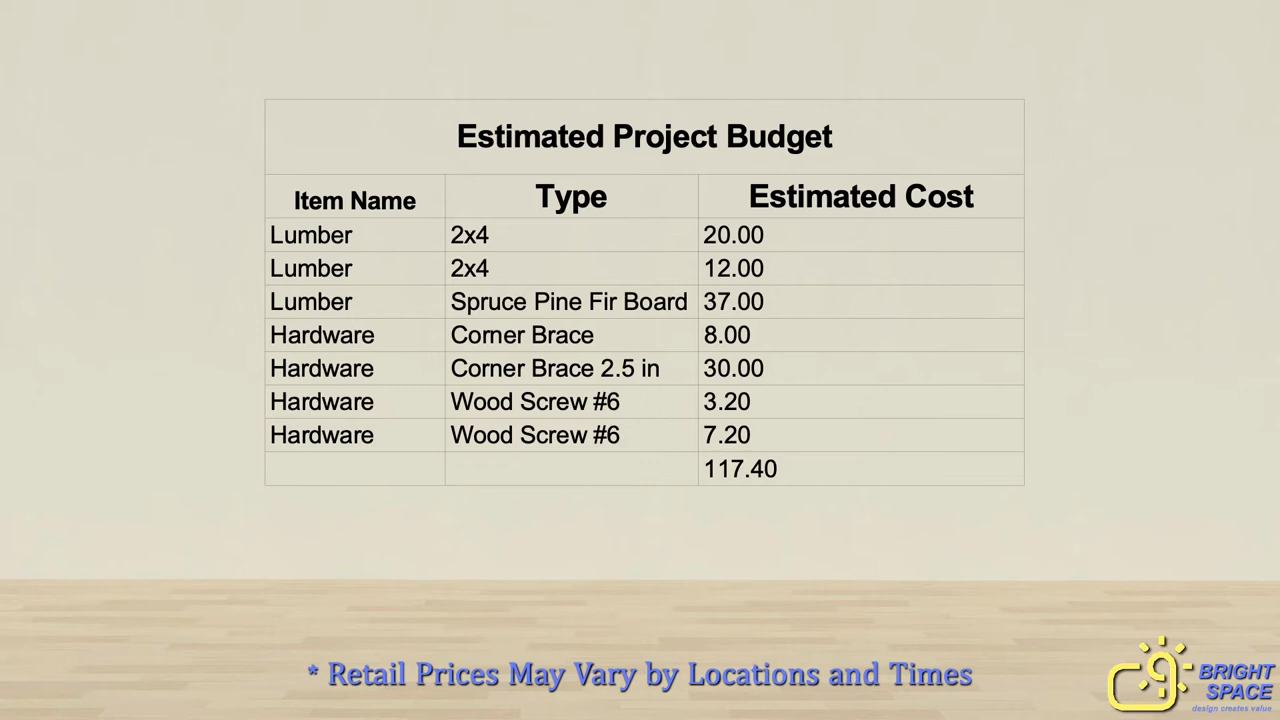 Estimated Project Budget
Item Name Type Estimated Cost
Lumber 2x4 20.00
Lumber 2x4 12.00
Lumber Spruce Pine Fir Board 37.00
Hardware Corner Brace 8.00
Hardware Corner Brace 2.5 in 30.00
Hardware Wood Screw #6 3.20
Hardware Wood Screw #6 7.20
117.40
* Retail Prices May Vary by Locations and Times
BRIGHT
SPACE
design creates value